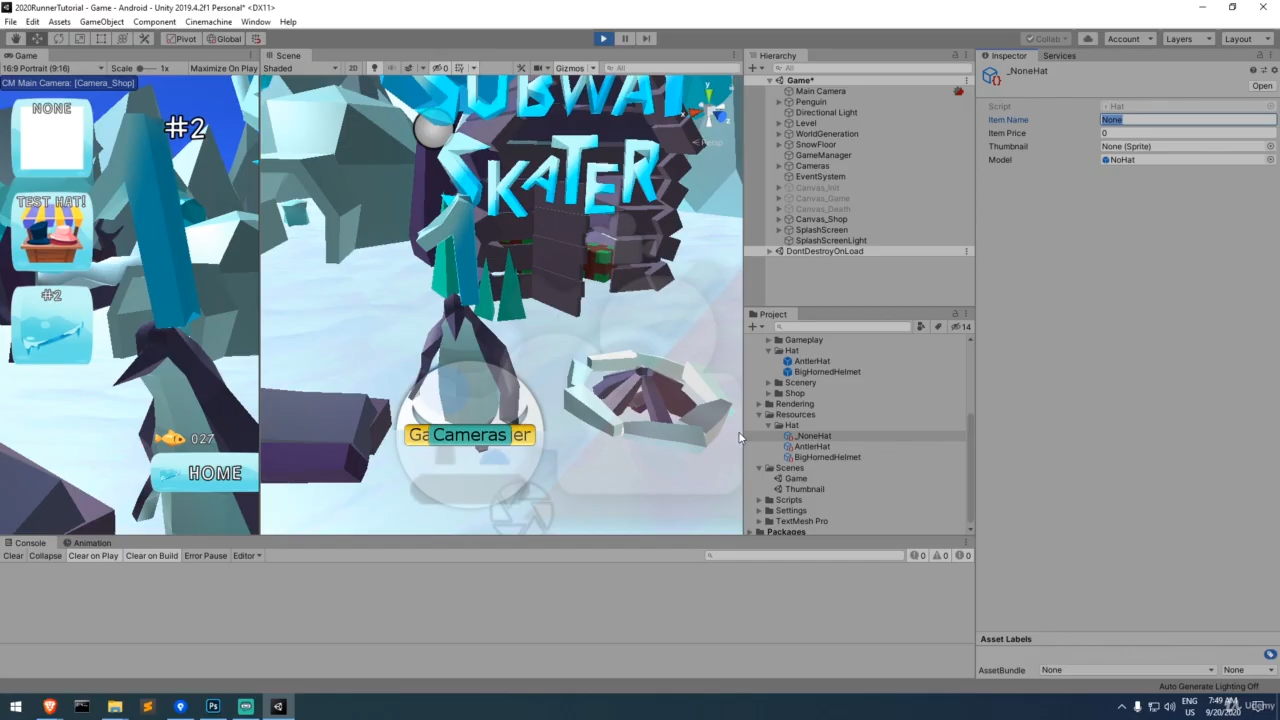 2020RunnerTutorial - Game - Android - Unity 2019.4.2f1 Personal* <DX11>
File Edit Assets GameObject Component Cinemachine Window Help
Pivot Global Collab Account Layers Layout
Game Scene Hierarchy Inspector Services
16:9 Portrait (9:16) Scale 1x Maximize On Play Shaded 2D 0 Gizmos All All
CM Main Camera: [Camera_Shop]
NONE
#2
TEST HAT!
#2
027
HOME
SUBWAY
SKATER
y
x
Persp
Cameras
Game*
Main Camera
Penguin
Directional Light
Level
WorldGeneration
SnowFloor
GameManager
Cameras
EventSystem
Canvas_Init
Canvas_Game
Canvas_Death
Canvas_Shop
SplashScreen
SplashScreenLight
DontDestroyOnLoad
Project
14
Gameplay
Hat
AntlerHat
BigHornedHelmet
Scenery
Shop
Rendering
Resources
Hat
_NoneHat
AntlerHat
BigHornedHelmet
Scenes
Game
Thumbnail
Scripts
Settings
TextMesh Pro
Packages
_NoneHat
Open
Script Hat
Item Name None
Item Price 0
Thumbnail None (Sprite)
Model NoHat
Asset Labels
AssetBundle None None
Console Animation
Clear Collapse Clear on Play Clear on Build Error Pause Editor 0 0 0
Auto Generate Lighting Off
ENG
US
7:49 AM
9/20/2020
Udemy